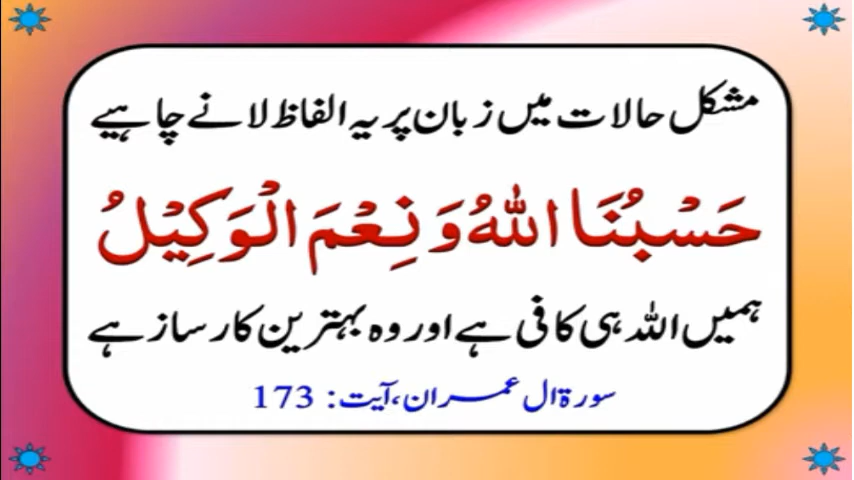 مشکل حالات میں زبان پر یہ الفاظ لانے چاہیے
حَسْبُنَا اللّٰهُ وَ نِعْمَ الْوَكِيْلُ
ہمیں اللہ ہی کافی ہے اور وہ بہترین کارساز ہے
سورۃ ال عمران، آیت: 173